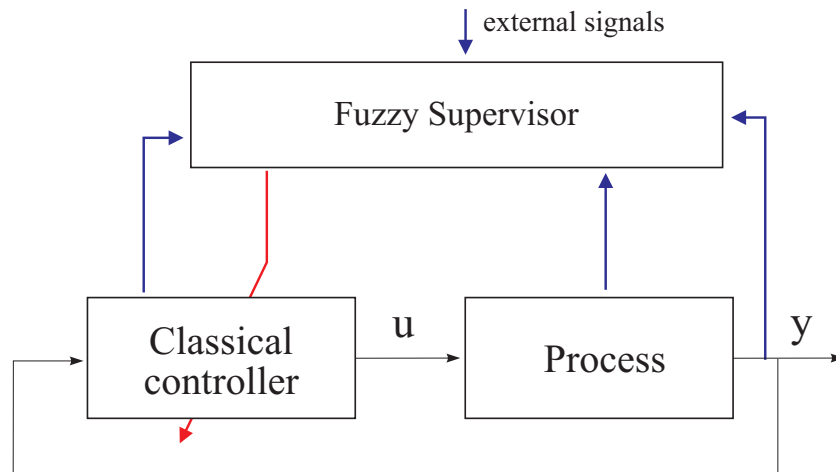 external signals
Fuzzy Supervisor
Classical
controller
u
Process
y